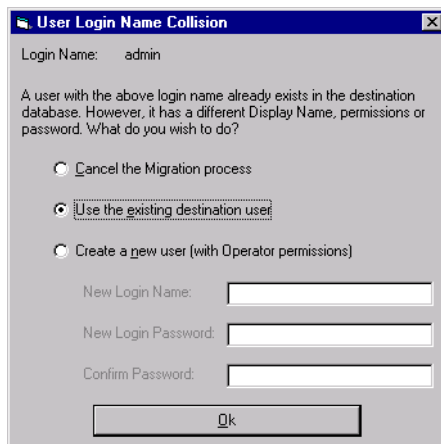 User Login Name Collision
Login Name: admin
A user with the above login name already exists in the destination
database. However, it has a different Display Name, permissions or
password. What do you wish to do?
Cancel the Migration process
Use the existing destination user
Create a new user (with Operator permissions)
New Login Name:
New Login Password:
Confirm Password:
Ok